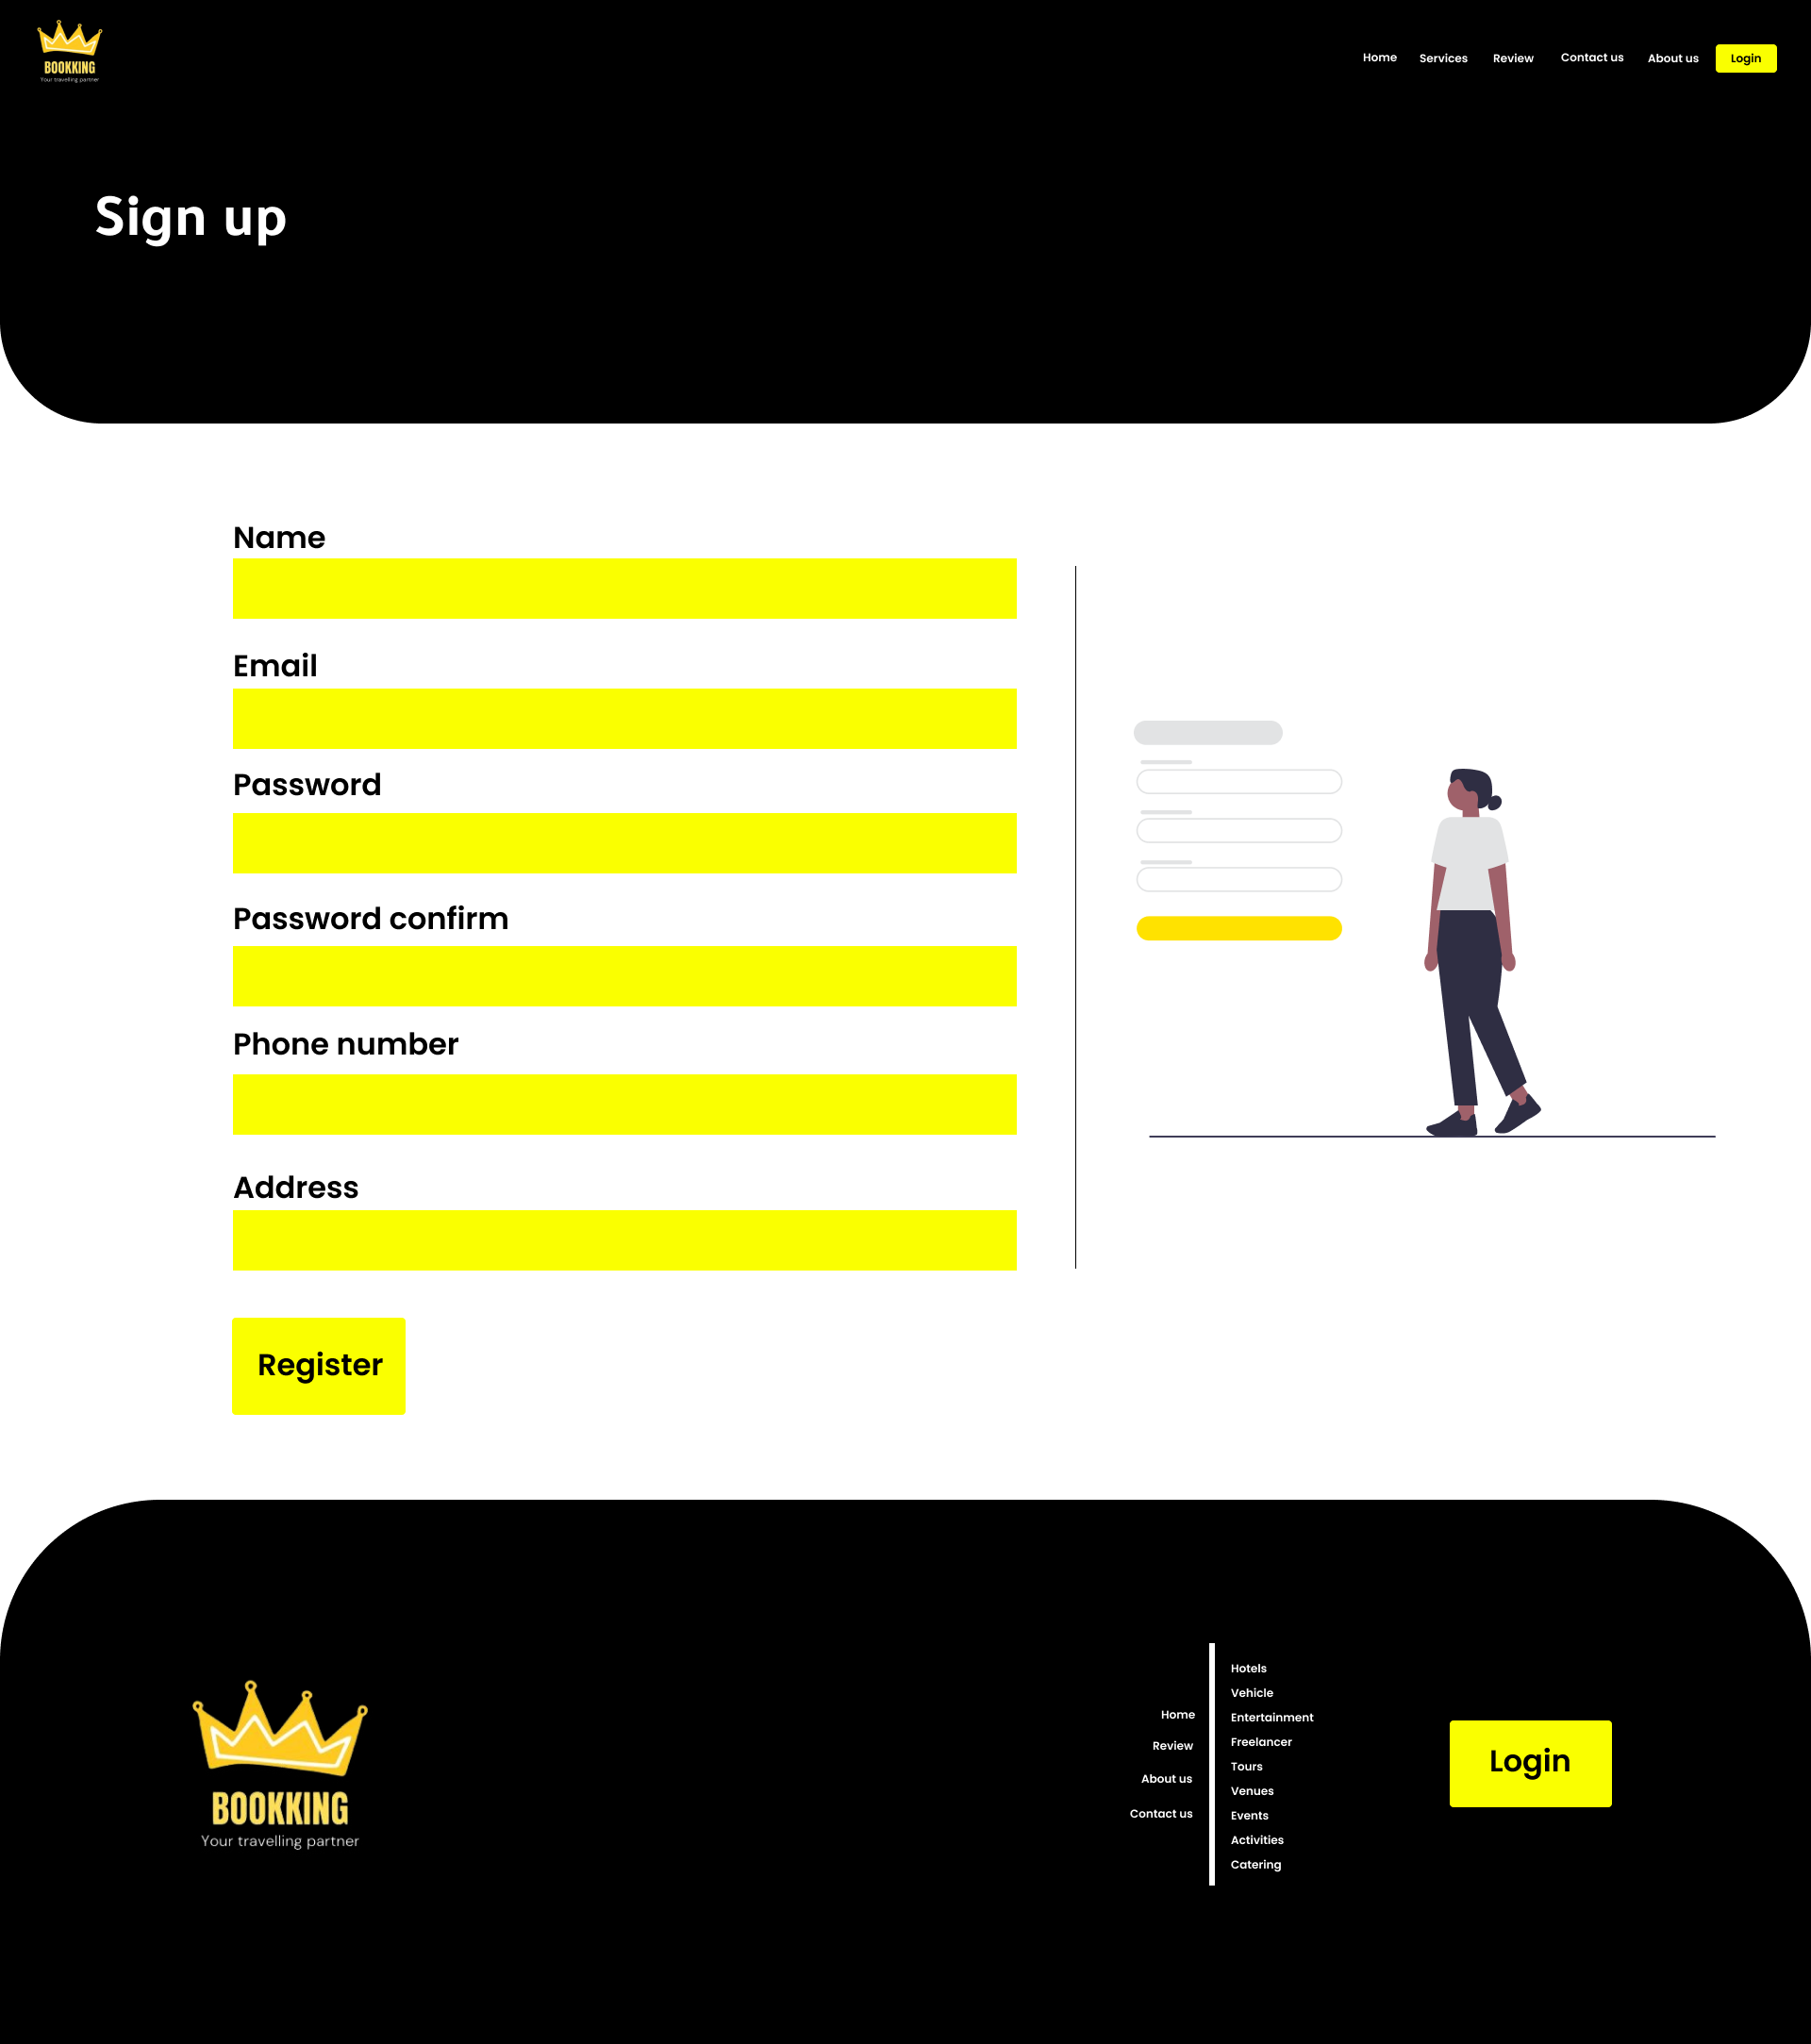 BOOKKING
Your travelling partner
Home Services Review Contact us About us Login
Sign up
Name
Email
Password
Password confirm
Phone number
Address
Register
BOOKKING
Your travelling partner
Home
Review
About us
Contact us
Hotels
Vehicle
Entertainment
Freelancer
Tours
Venues
Events
Activities
Catering
Login